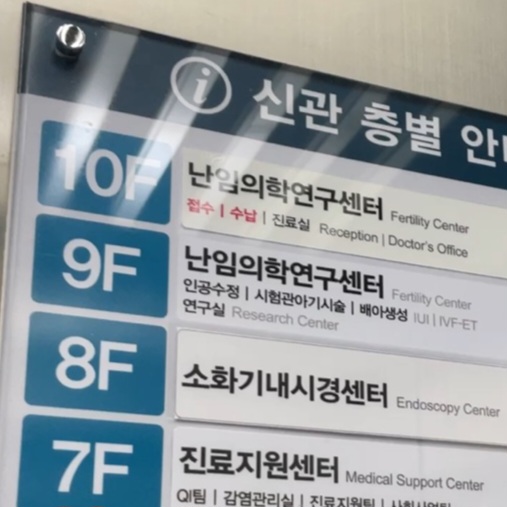 i 신관 층별 안
10F 난임의학연구센터 Fertility Center
접수 | 수납 | 진료실 Reception | Doctor's Office
9F 난임의학연구센터 Fertility Center
인공수정 | 시험관아기시술 | 배아생성 IUI | IVF-ET
연구실 Research Center
8F 소화기내시경센터 Endoscopy Center
7F 진료지원센터 Medical Support Center
QI팀 | 감염관리실 | 진료지원팀 |